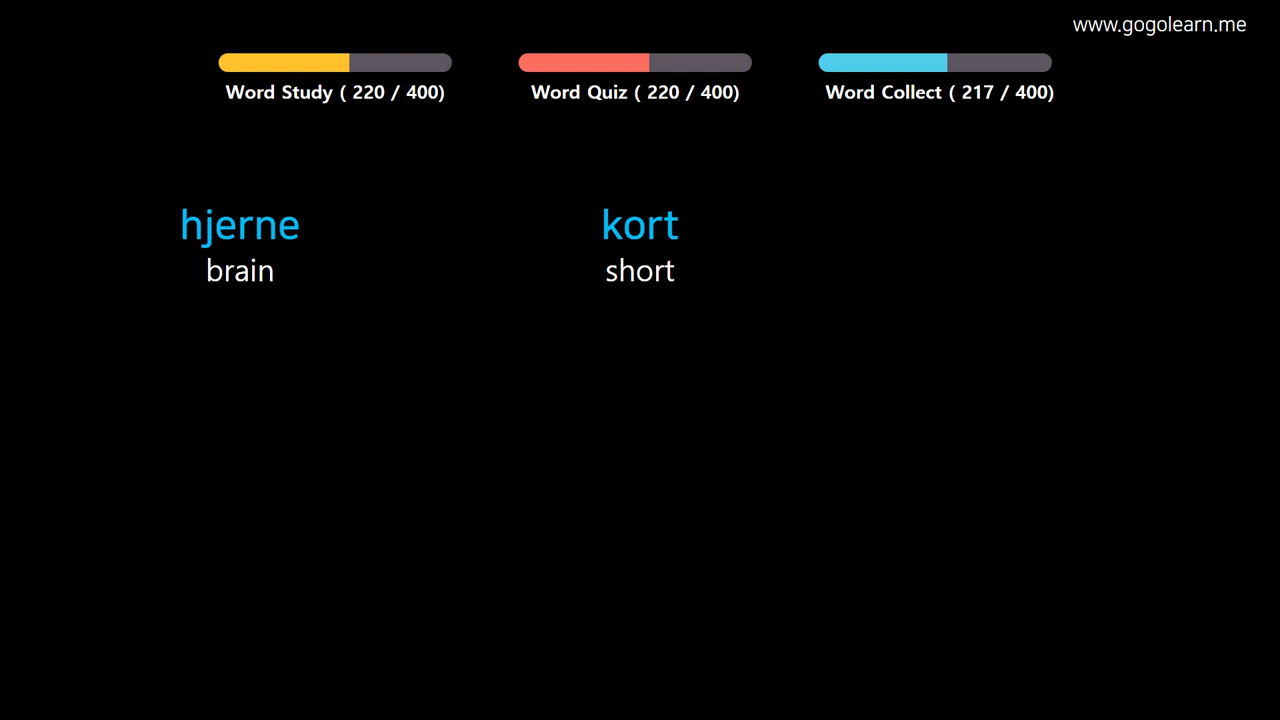 www.gogolearn.me
Word Study ( 220 / 400)
Word Quiz ( 220 / 400)
Word Collect ( 217 / 400)
hjerne
kort
brain
short